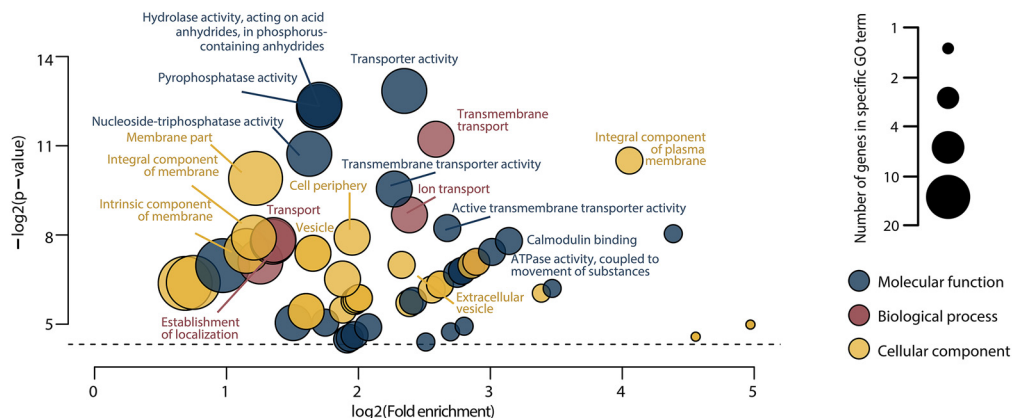 Hydrolase activity, acting on acid
anhydrides, in phosphorus-
containing anhydrides
Transporter activity
Pyrophosphatase activity
Nucleoside-triphosphatase activity
Membrane part
Integral component
of membrane
Intrinsic component
of membrane
Transmembrane
transport
Transmembrane transporter activity
Integral component
of plasma
membrane
Cell periphery
Ion transport
Transport
Vesicle
Active transmembrane transporter activity
Calmodulin binding
ATPase activity, coupled to
movement of substances
Extracellular
vesicle
Establishment
of localization
−log2(p−value)
14
11
8
5
0
1
2
3
4
5
log2(Fold enrichment)
Number of genes in specific GO term
1
2
4
10
20
Molecular function
Biological process
Cellular component